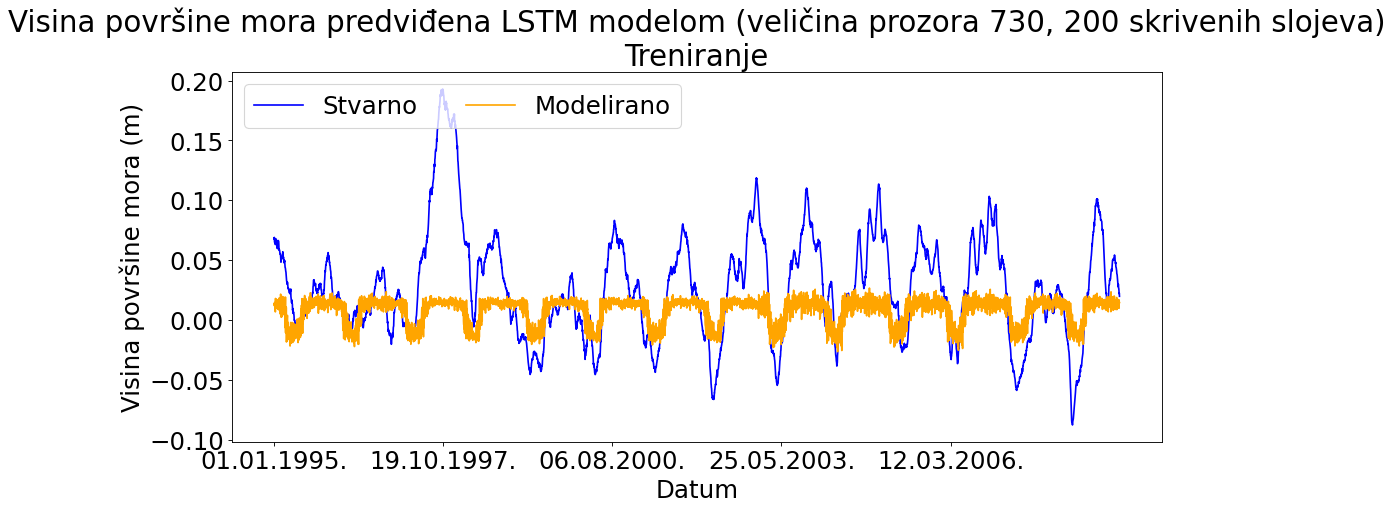 Visina površine mora predviđena LSTM modelom (veličina prozora 730, 200 skrivenih slojeva)
Treniranje
Stvarno Modelirano
Visina površine mora (m)
0.20
0.15
0.10
0.05
0.00
−0.05
−0.10
01.01.1995. 19.10.1997. 06.08.2000. 25.05.2003. 12.03.2006.
Datum